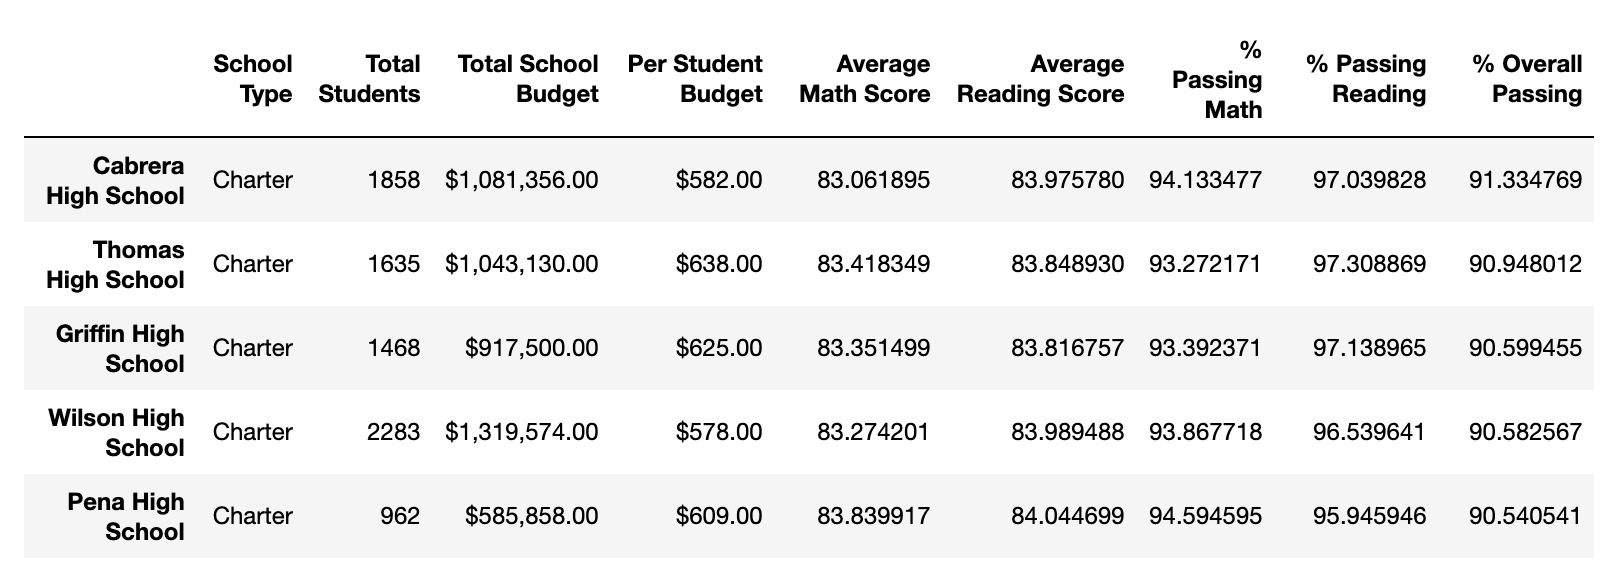 School Type Total Students Total School Budget Per Student Budget Average Math Score Average Reading Score % Passing Math % Passing Reading % Overall Passing
Cabrera High School Charter 1858 $1,081,356.00 $582.00 83.061895 83.975780 94.133477 97.039828 91.334769
Thomas High School Charter 1635 $1,043,130.00 $638.00 83.418349 83.848930 93.272171 97.308869 90.948012
Griffin High School Charter 1468 $917,500.00 $625.00 83.351499 83.816757 93.392371 97.138965 90.599455
Wilson High School Charter 2283 $1,319,574.00 $578.00 83.274201 83.989488 93.867718 96.539641 90.582567
Pena High School Charter 962 $585,858.00 $609.00 83.839917 84.044699 94.594595 95.945946 90.540541